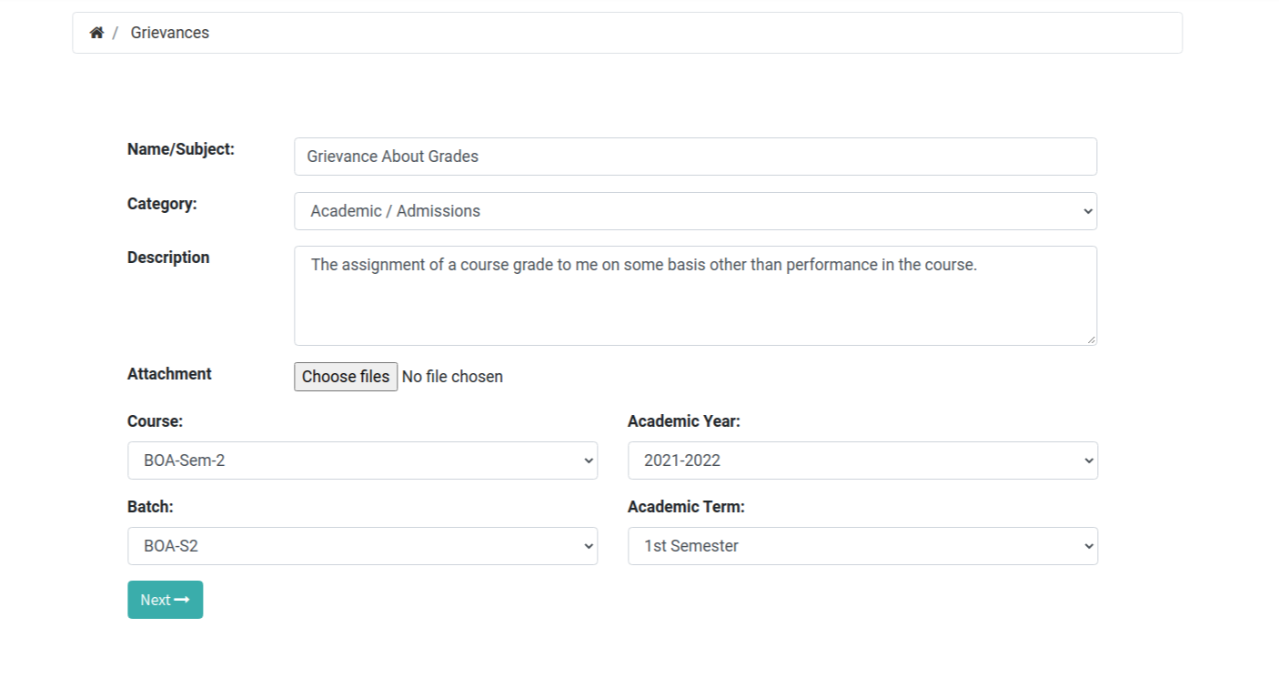 / Grievances
Name/Subject: Grievance About Grades
Category: Academic / Admissions
Description The assignment of a course grade to me on some basis other than performance in the course.
Attachment Choose files No file chosen
Course: Academic Year:
BOA-Sem-2 2021-2022
Batch: Academic Term:
BOA-S2 1st Semester
Next